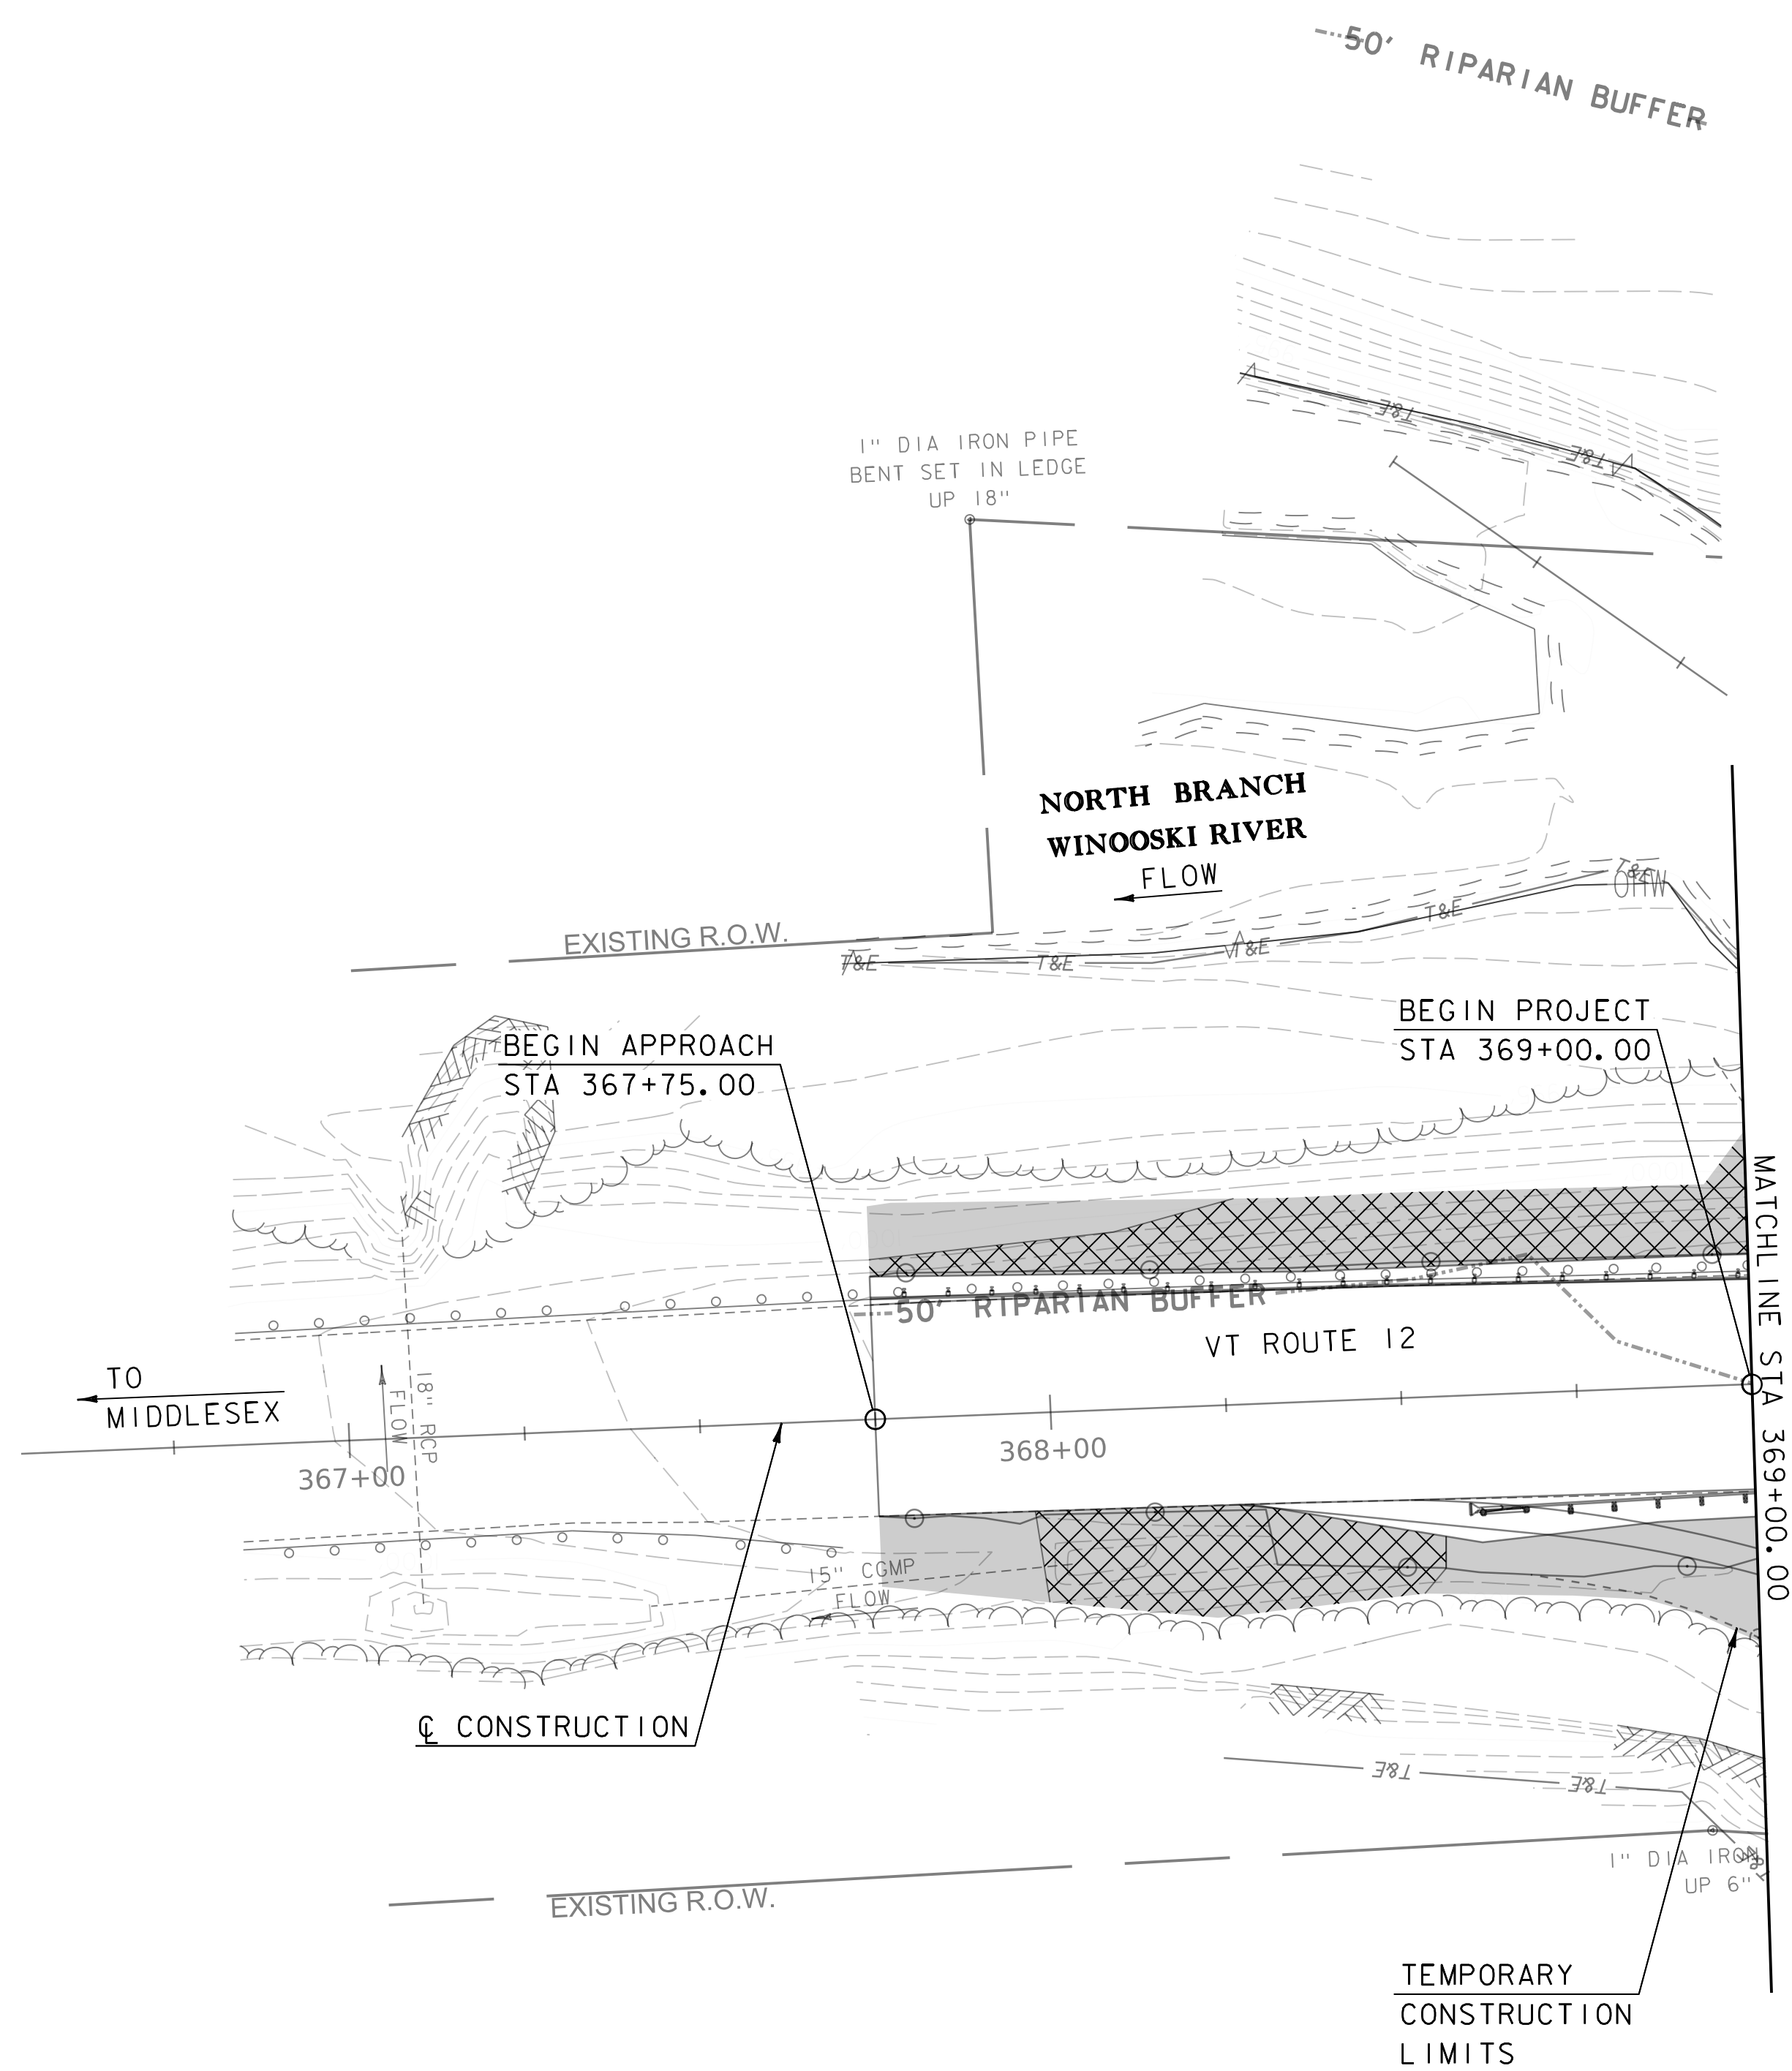 50' RIPARIAN BUFFER
T&E
T&E
1" DIA IRON PIPE
BENT SET IN LEDGE
UP 18"
NORTH BRANCH
WINOOSKI RIVER
FLOW
T&E
OHW
T&E
T&E
T&E
T&E
EXISTING R.O.W.
BEGIN PROJECT
STA 369+00.00
BEGIN APPROACH
STA 367+75.00
MATCHLINE STA 369+00.00
50' RIPARIAN BUFFER
VT ROUTE 12
TO
MIDDLESEX
FLOW
18" RCP
367+00
368+00
15" CGMP
FLOW
℄ CONSTRUCTION
T&E
T&E
T&E
1" DIA IRON
UP 6"
EXISTING R.O.W.
TEMPORARY
CONSTRUCTION
LIMITS